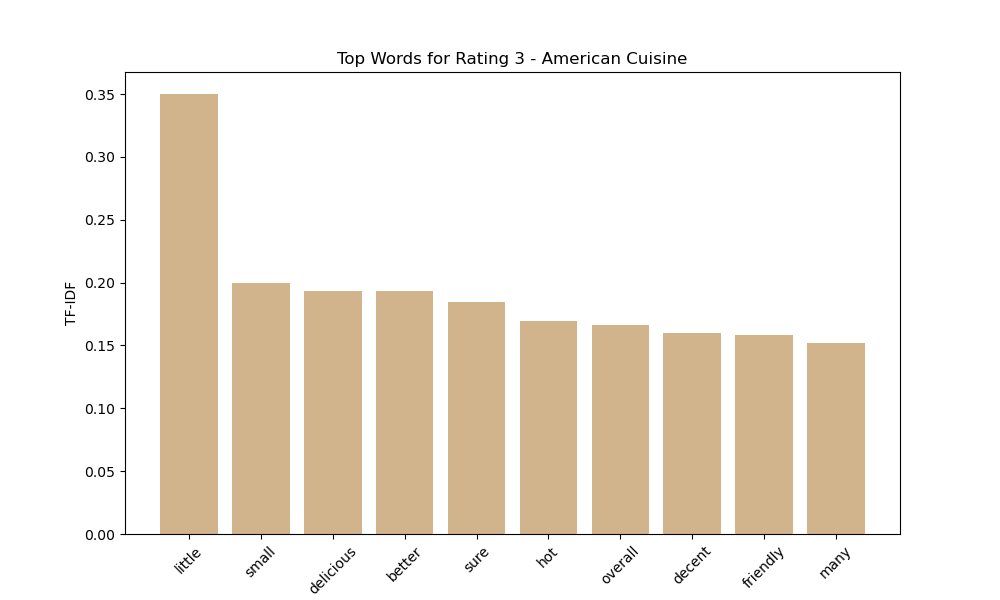 Top Words for Rating 3 - American Cuisine
TF-IDF
0.35
0.30
0.25
0.20
0.15
0.10
0.05
0.00
little
small
delicious
better
sure
hot
overall
decent
friendly
many